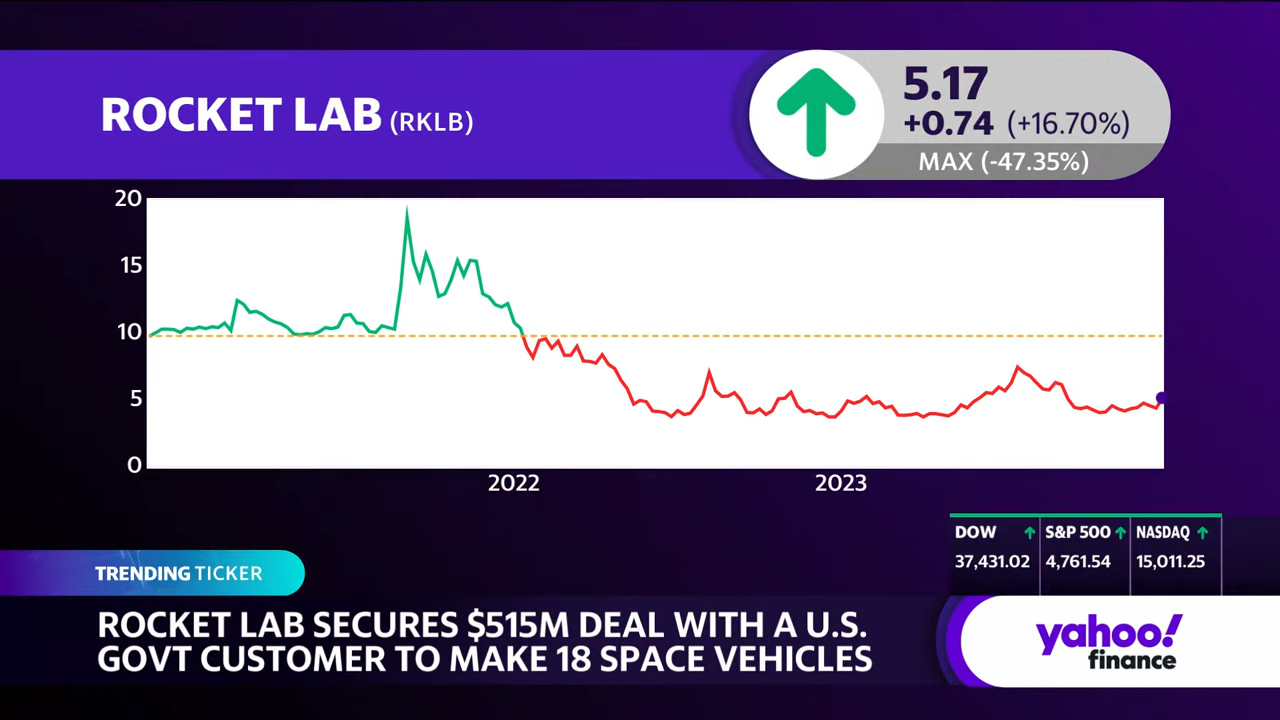 ROCKET LAB (RKLB)
5.17
+0.74 (+16.70%)
MAX (-47.35%)
20
15
10
5
0
2022
2023
DOW
37,431.02
S&P 500
4,761.54
NASDAQ
15,011.25
TRENDING TICKER
ROCKET LAB SECURES $515M DEAL WITH A U.S.
GOVT CUSTOMER TO MAKE 18 SPACE VEHICLES
yahoo!
finance